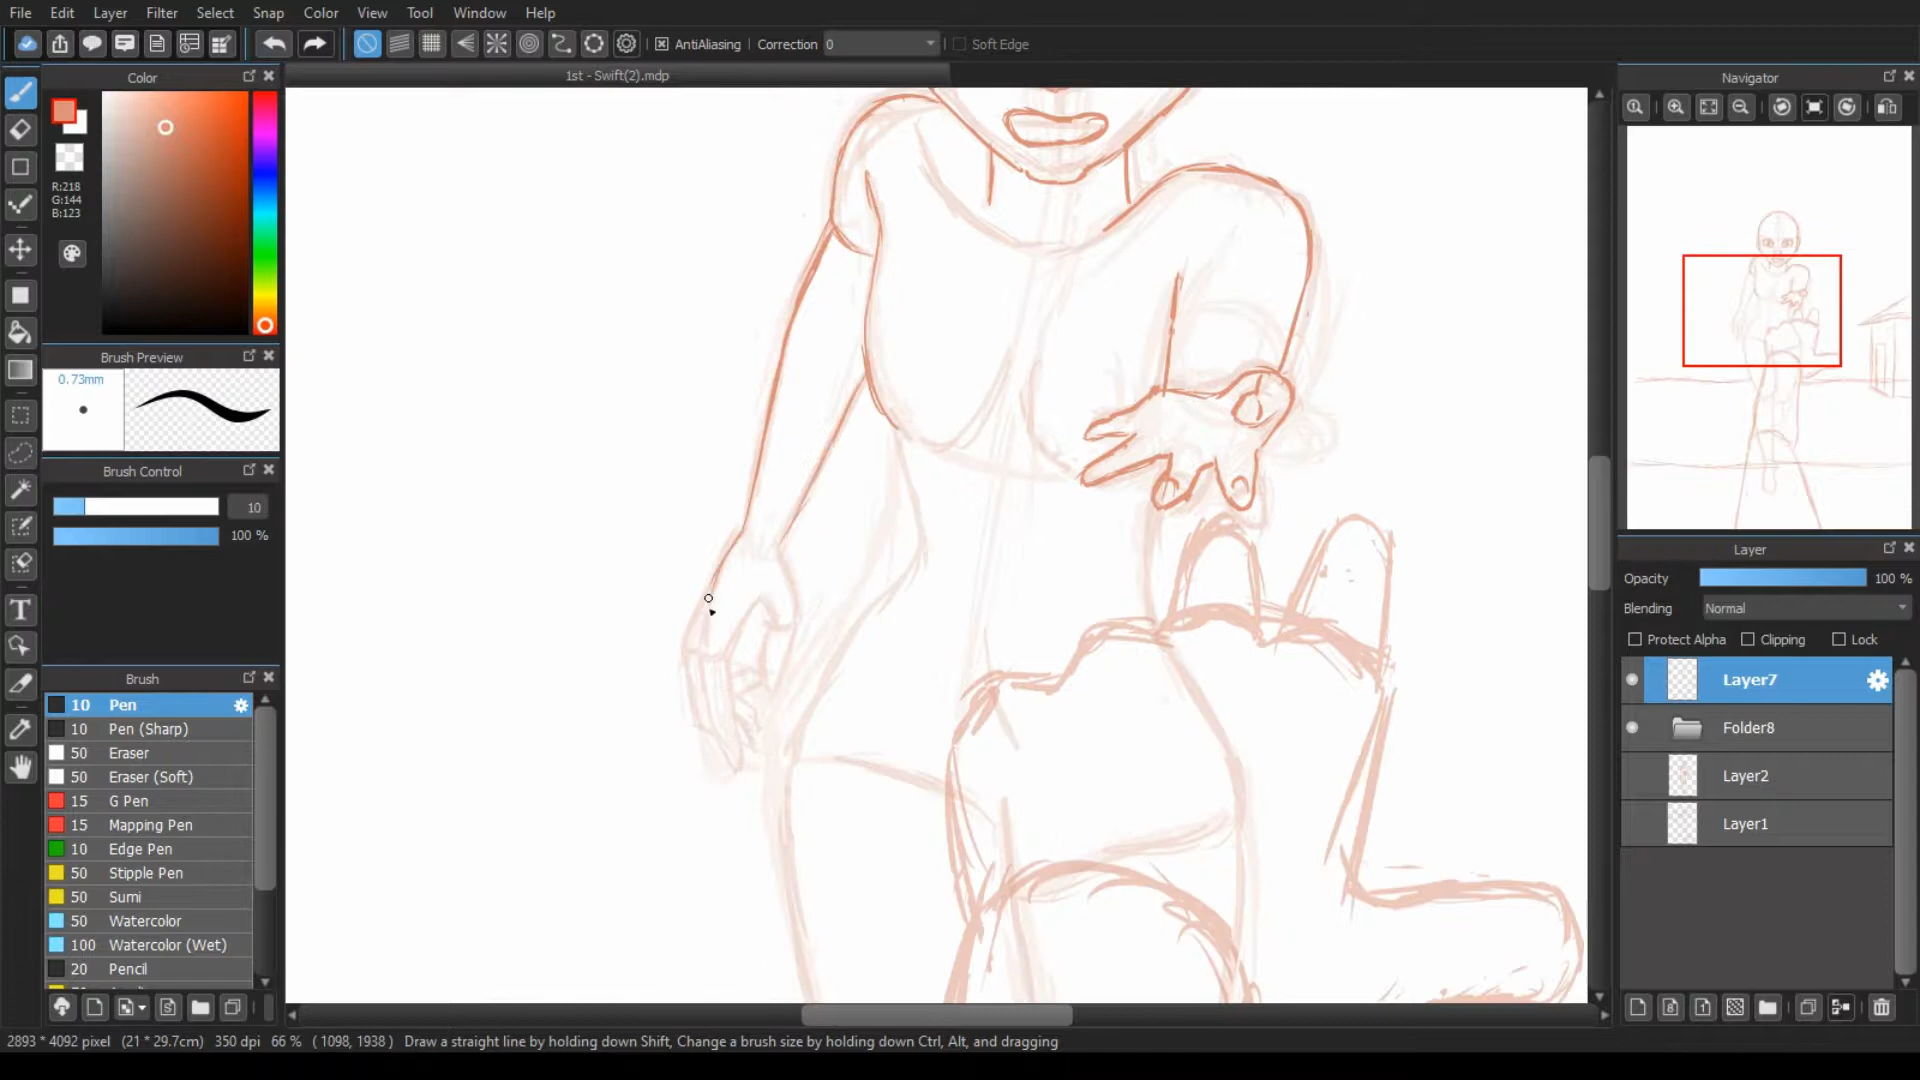 File Edit Layer Filter Select Snap Color View Tool Window Help
AntiAliasing Correction 0 Soft Edge
Color
1st - Swift(2).mdp
Navigator
R:218
G:144
B:123
Brush Preview
0.73mm
Brush Control
10
100 %
Brush
10 Pen
10 Pen (Sharp)
50 Eraser
50 Eraser (Soft)
15 G Pen
15 Mapping Pen
10 Edge Pen
50 Stipple Pen
50 Sumi
50 Watercolor
100 Watercolor (Wet)
20 Pencil
Layer
Opacity 100 %
Blending Normal
Protect Alpha Clipping Lock
Layer7
Folder8
Layer2
Layer1
2893 * 4092 pixel (21 * 29.7cm) 350 dpi 66 % ( 1098, 1938 ) Draw a straight line by holding down Shift, Change a brush size by holding down Ctrl, Alt, and dragging